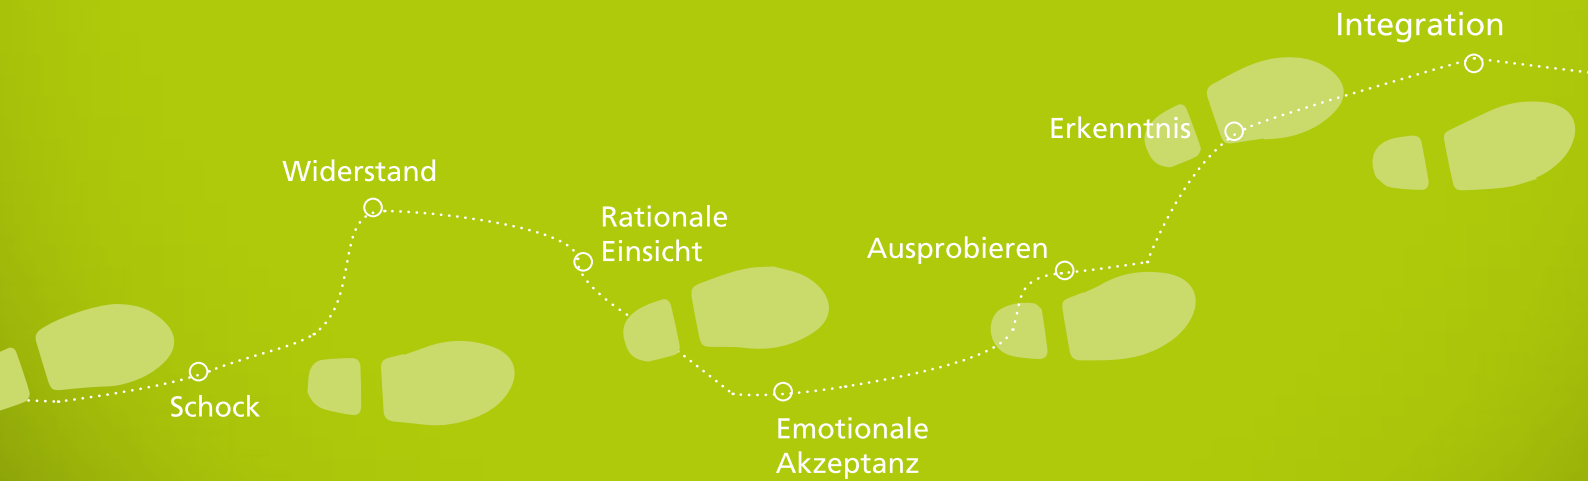 Schock
Widerstand
Rationale
Einsicht
Emotionale
Akzeptanz
Ausprobieren
Erkenntnis
Integration